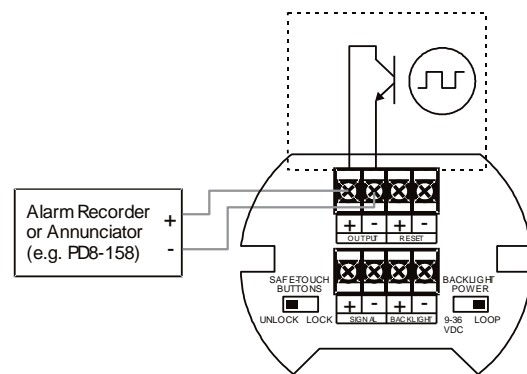 Alarm Recorder
or Annunciator
(e.g. PD8-158)
+
-
+ - + -
OUTPUT RESET
SAFE-TOUCH
BUTTONS
BACKLIGHT
POWER
+ - + -
UNLOCK LOCK
SIGNAL BACKLIGHT
9-36
VDC
LOOP